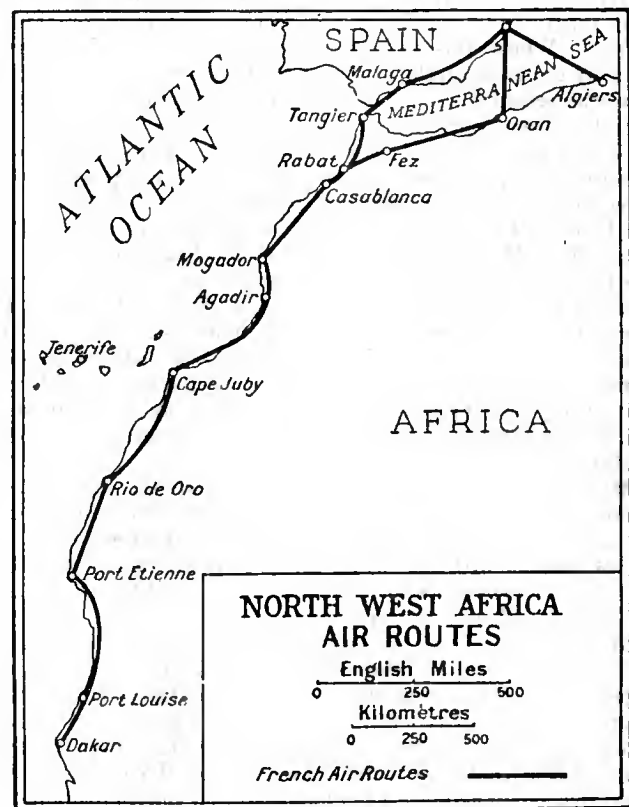 SPAIN
MEDITERRANEAN SEA
ATLANTIC
OCEAN
Malaga
Algiers
Tangier
Oran
Rabat
Fez
Casablanca
Mogador
Agadir
Tenerife
Cape Juby
AFRICA
Rio de Oro
Port Etienne
Port Louise
Dakar
NORTH WEST AFRICA
AIR ROUTES
English Miles
0 250 500
Kilomètres
0 250 500
French Air Routes